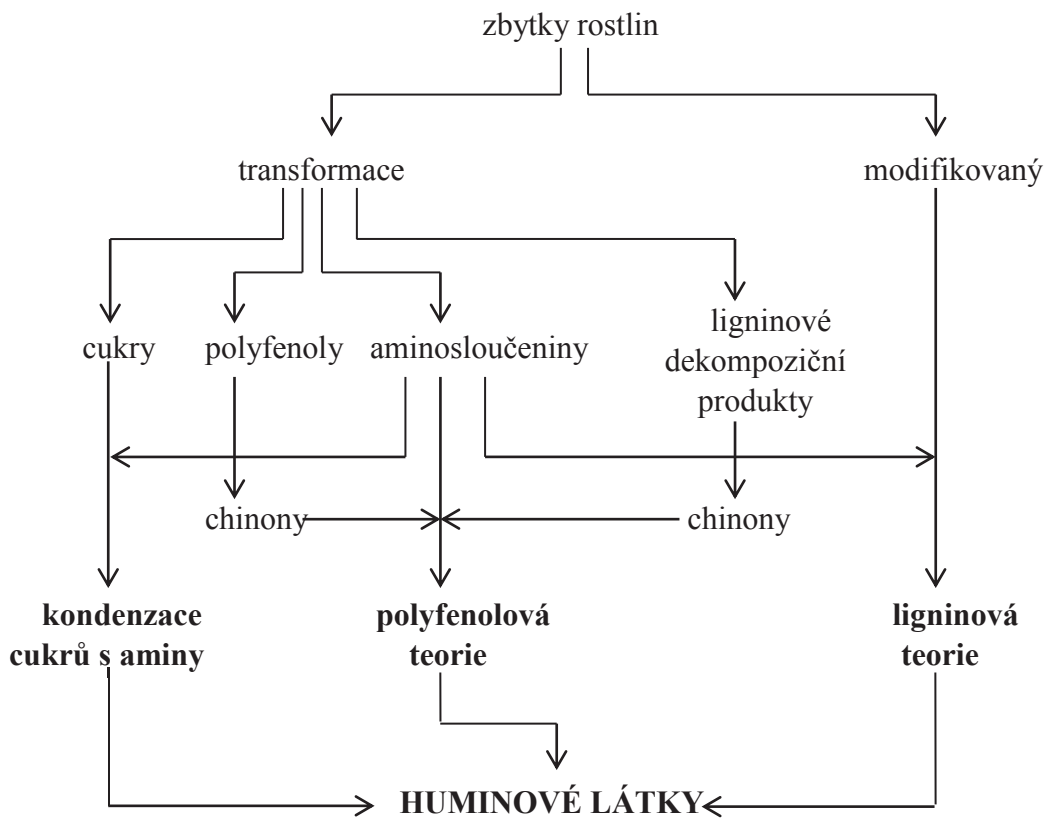 zbytky rostlin
transformace
modifikovaný
cukry
polyfenoly
aminosloučeniny
ligninové
dekompoziční
produkty
chinony
chinony
kondenzace
cukrů s aminy
polyfenolová
teorie
ligninová
teorie
HUMINOVÉ LÁTKY